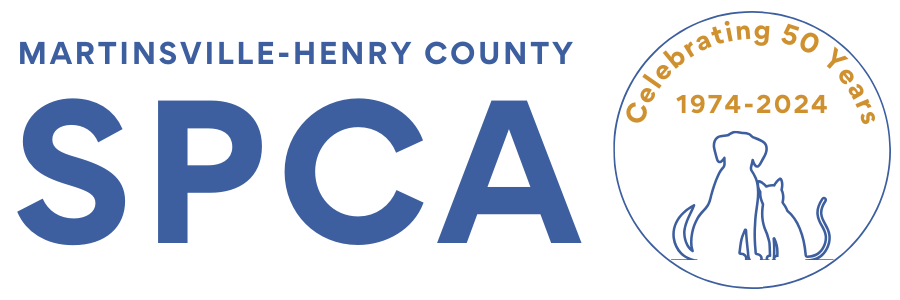 MARTINSVILLE-HENRY COUNTY
SPCA
Celebrating 50 Years
1974-2024